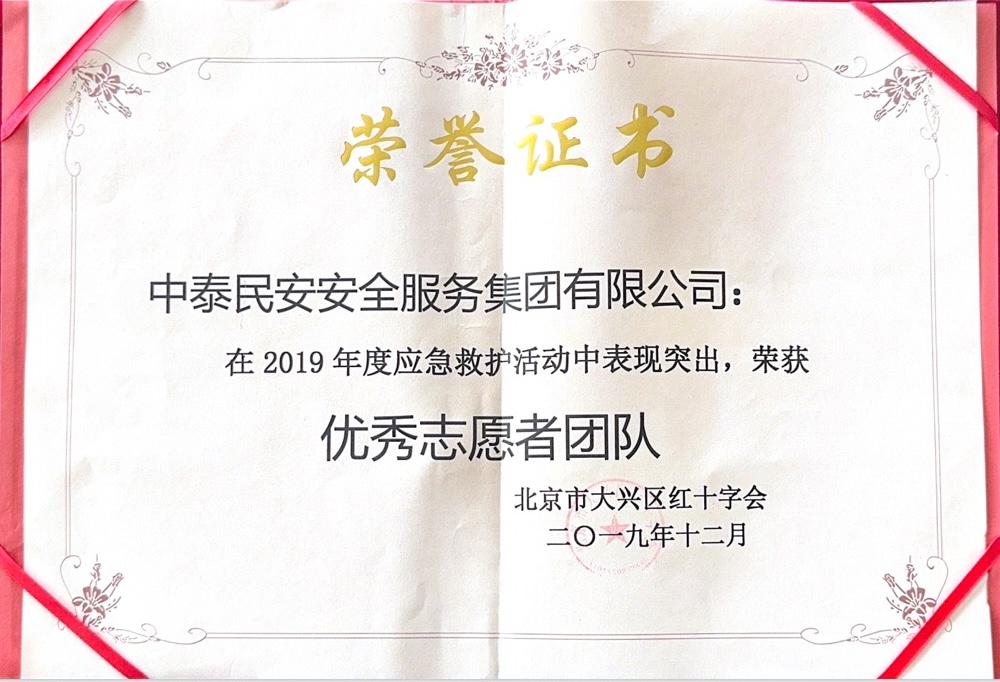 荣誉证书
中泰民安安全服务集团有限公司：
在 2019 年度应急救护活动中表现突出，荣获
优秀志愿者团队
北京市大兴区红十字会
二〇一九年十二月